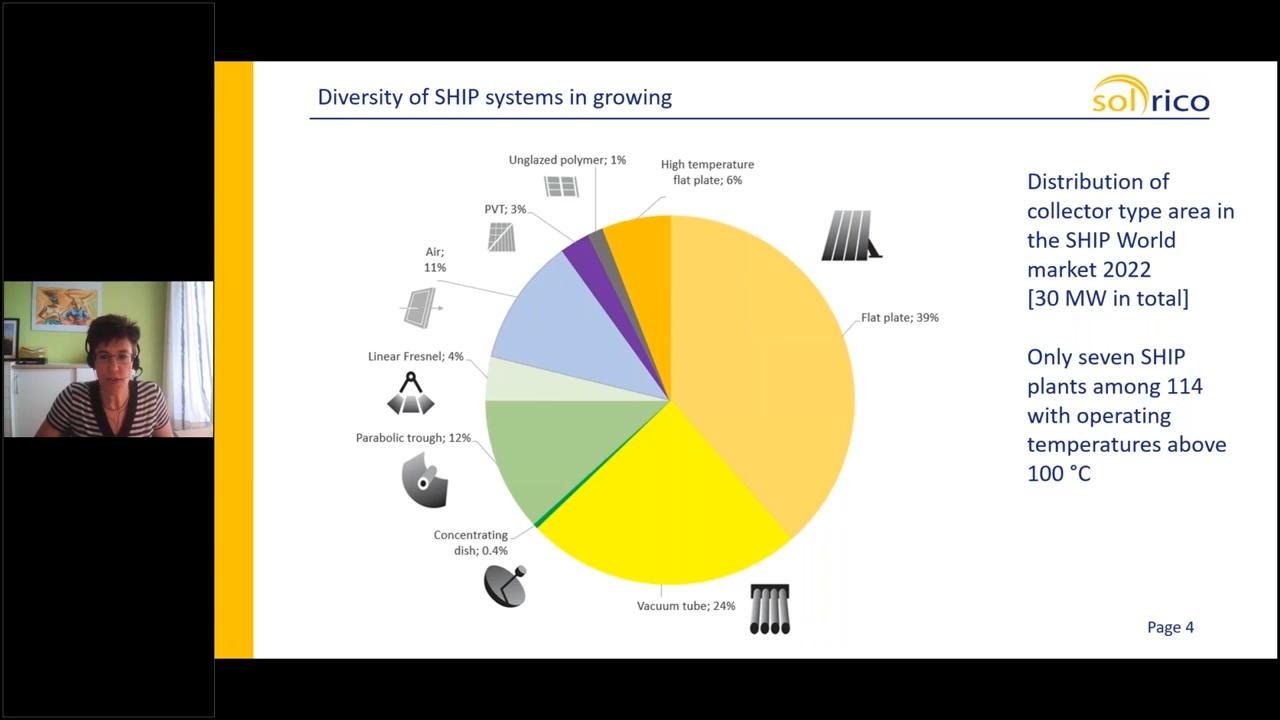 Diversity of SHIP systems in growing
solrico
Unglazed polymer; 1%
High temperature
flat plate; 6%
PVT; 3%
Air;
11%
Flat plate; 39%
Linear Fresnel; 4%
Parabolic trough; 12%
Concentrating
dish; 0.4%
Vacuum tube; 24%
Distribution of
collector type area in
the SHIP World
market 2022
[30 MW in total]
Only seven SHIP
plants among 114
with operating
temperatures above
100 °C
Page 4